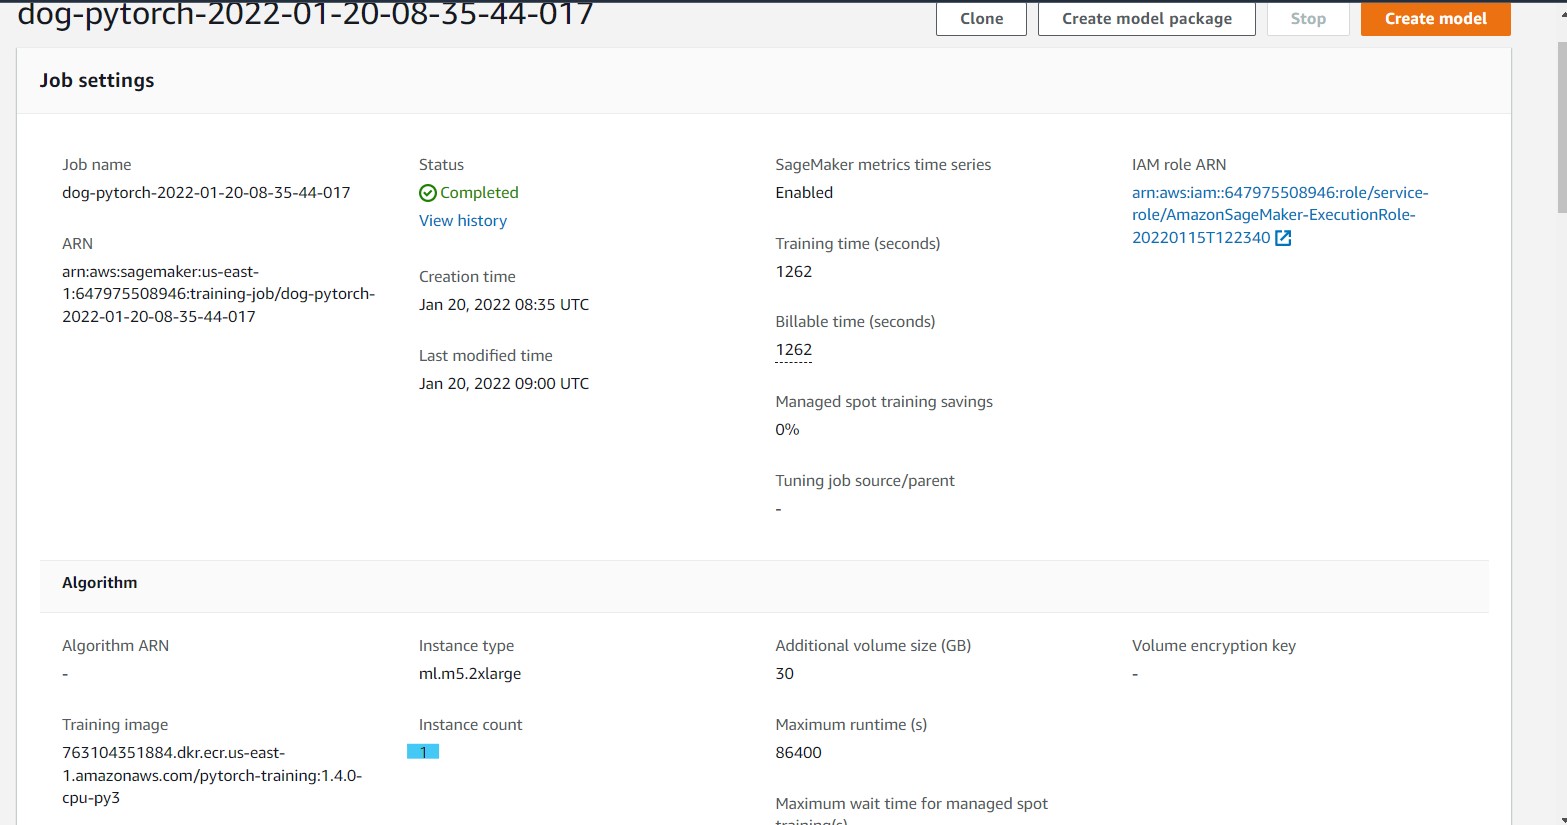 dog-pytorch-2022-01-20-08-35-44-017
Clone
Create model package
Stop
Create model
Job settings
Job name
dog-pytorch-2022-01-20-08-35-44-017
ARN
arn:aws:sagemaker:us-east-
1:647975508946:training-job/dog-pytorch-
2022-01-20-08-35-44-017
Status
Completed
View history
Creation time
Jan 20, 2022 08:35 UTC
Last modified time
Jan 20, 2022 09:00 UTC
SageMaker metrics time series
Enabled
Training time (seconds)
1262
Billable time (seconds)
1262
Managed spot training savings
0%
Tuning job source/parent
-
IAM role ARN
arn:aws:iam::647975508946:role/service-
role/AmazonSageMaker-ExecutionRole-
20220115T122340
Algorithm
Algorithm ARN
-
Training image
763104351884.dkr.ecr.us-east-
1.amazonaws.com/pytorch-training:1.4.0-
cpu-py3
Instance type
ml.m5.2xlarge
Instance count
1
Additional volume size (GB)
30
Maximum runtime (s)
86400
Maximum wait time for managed spot
training(s)
Volume encryption key
-